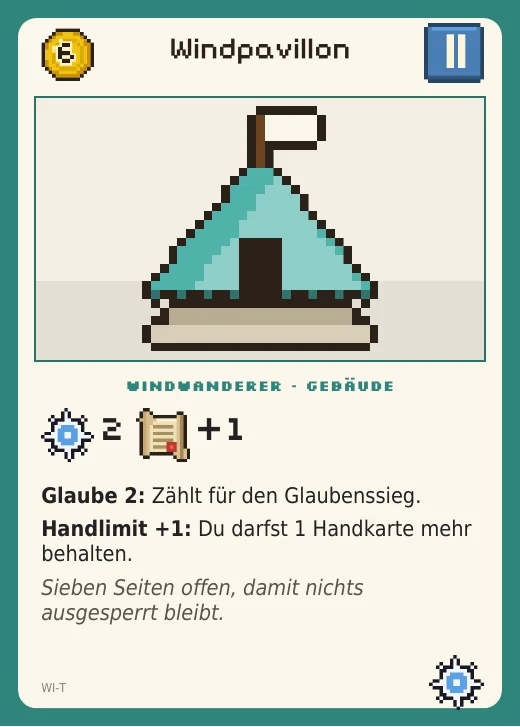 Windpavillon
II
WINDWANDERER - GEBÄUDE
2 +1
Glaube 2: Zählt für den Glaubenssieg.
Handlimit +1: Du darfst 1 Handkarte mehr
behalten.
Sieben Seiten offen, damit nichts
ausgesperrt bleibt.
WI-T